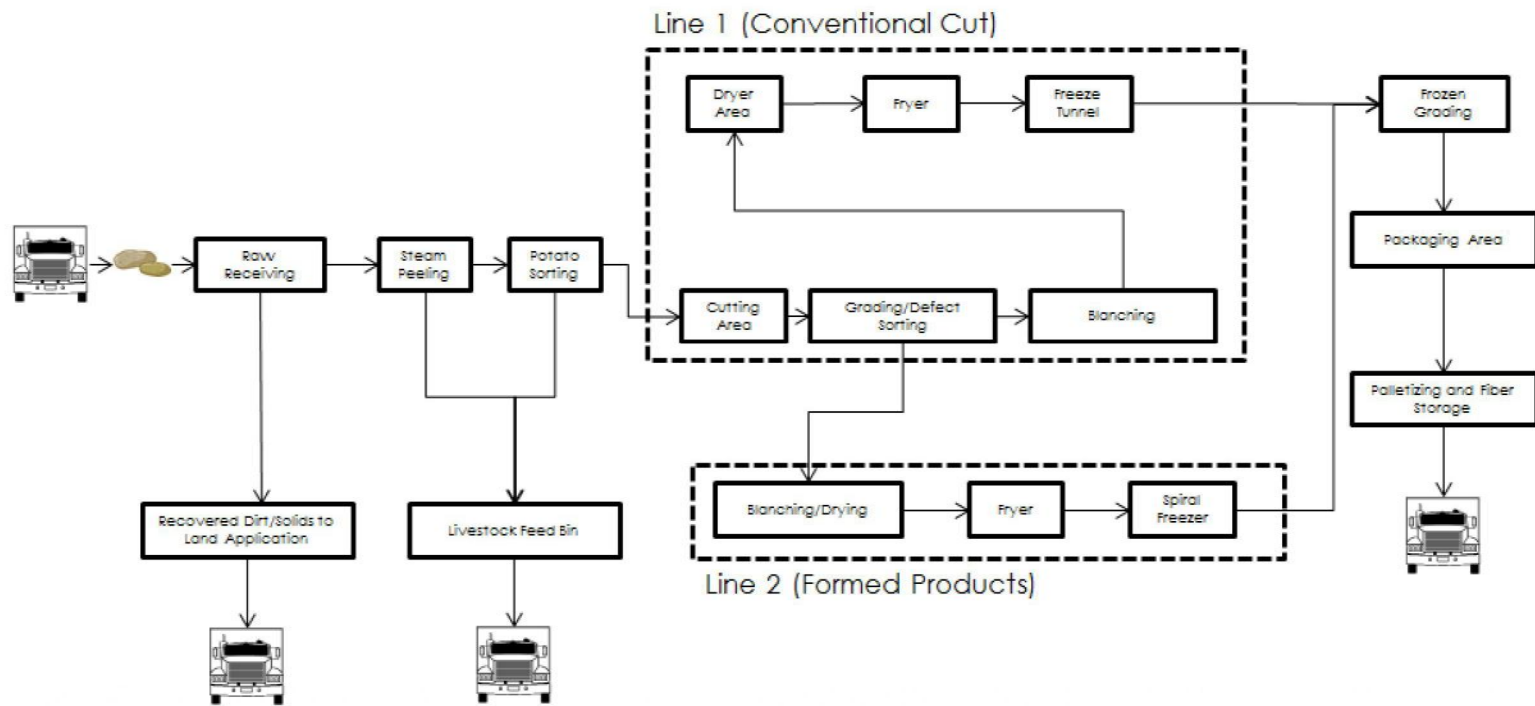 Line 1 (Conventional Cut)
Dryer
Area
Fryer
Freeze
Tunnel
Frozen
Grading
Raw
Receiving
Steam
Peeling
Potato
Sorting
Cutting
Area
Grading/Defect
Sorting
Blanching
Packaging Area
Palletizing and Fiber
Storage
Recovered Dirt/Solids to
Land Application
Livestock Feed Bin
Blanching/Drying
Fryer
Spiral
Freezer
Line 2 (Formed Products)